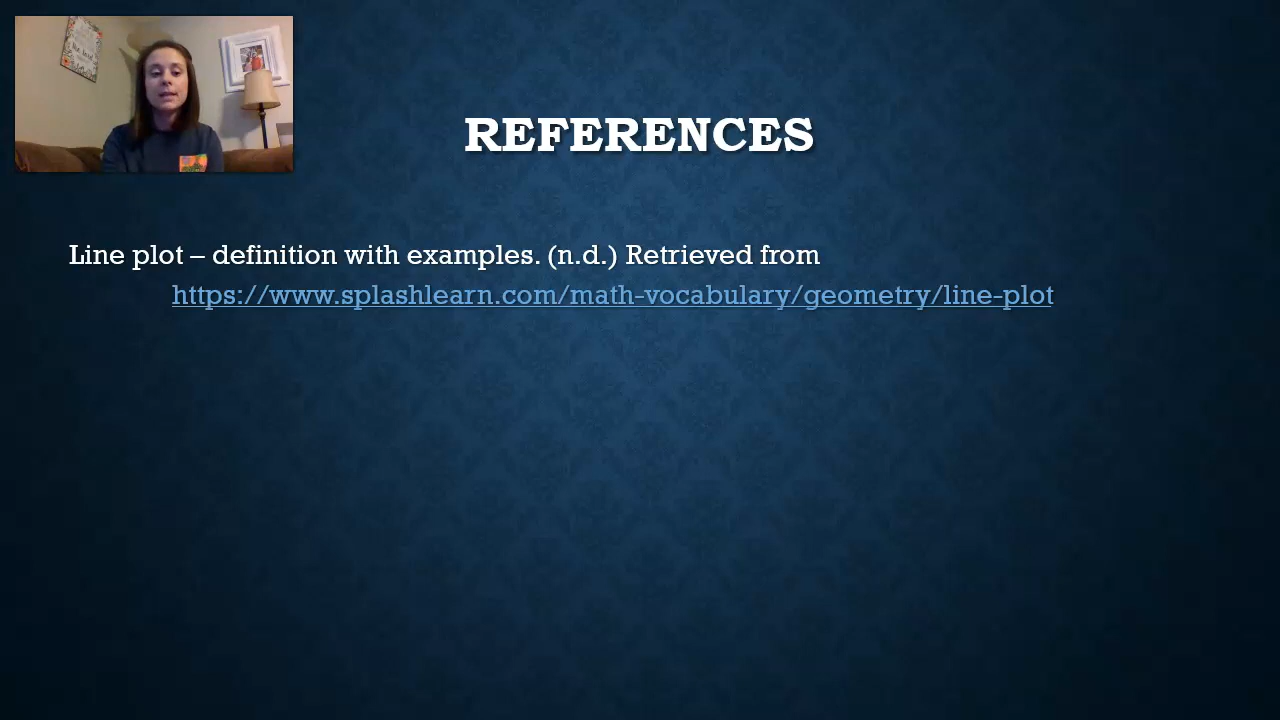 REFERENCES
Line plot – definition with examples. (n.d.) Retrieved from
https://www.splashlearn.com/math-vocabulary/geometry/line-plot